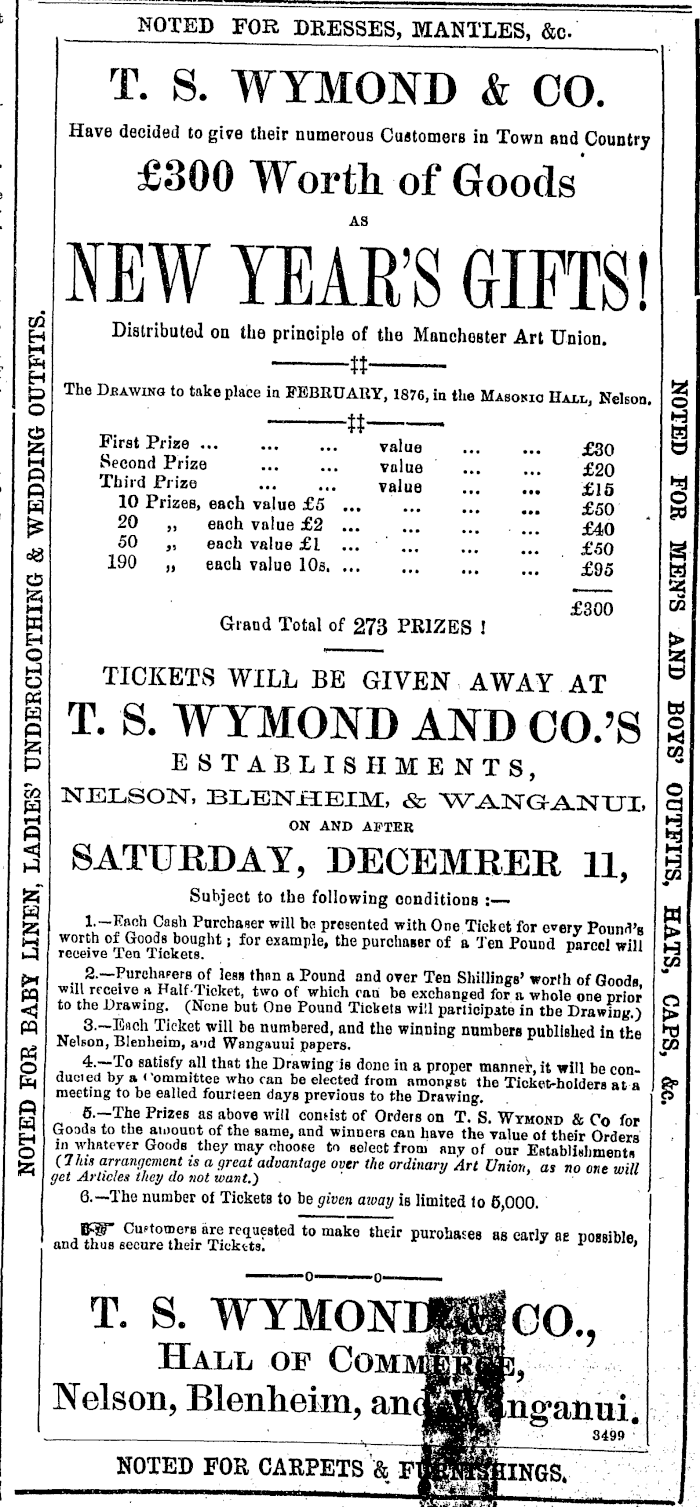 NOTED FOR DRESSES, MANTLES, &c.
T. S. WYMOND & CO.
Have decided to give their numerous Customers in Town and Country
£300 Worth of Goods
AS
NEW YEAR'S GIFTS!
Distributed on the principle of the Manchester Art Union.
‡‡
The DRAWING to take place in FEBRUARY, 1876, in the MASONIC HALL, Nelson.
‡‡
First Prize ... ... ... value ... ... £30
Second Prize ... ... value ... ... £20
Third Prize ... ... value ... ... £15
10 Prizes, each value £5 ... ... ... ... £50
20 „ each value £2 ... ... ... ... £40
50 „ each value £1 ... ... ... ... £50
190 „ each value 10s. ... ... ... ... £95
£300
Grand Total of 273 PRIZES !
TICKETS WILL BE GIVEN AWAY AT
T. S. WYMOND AND CO.'S
ESTABLISHMENTS,
NELSON, BLENHEIM, & WANGANUI,
ON AND AFTER
SATURDAY, DECEMRER 11,
Subject to the following conditions :—
1.—Each Cash Purchaser will be presented with One Ticket for every Pound's
worth of Goods bought ; for example, the purchaser of a Ten Pound parcel will
receive Ten Tickets.
2.—Purchasers of less than a Pound and over Ten Shillings' worth of Goods,
will receive a Half-Ticket, two of which can be exchanged for a whole one prior
to the Drawing. (None but One Pound Tickets will participate in the Drawing.)
3.—Each Ticket will be numbered, and the winning numbers published in the
Nelson, Blenheim, and Wanganui papers.
4.—To satisfy all that the Drawing is done in a proper manner, it will be con-
ducted by a Committee who can be elected from amongst the Ticket-holders at a
meeting to be called fourteen days previous to the Drawing.
5.—The Prizes as above will consist of Orders on T. S. WYMOND & Co for
Goods to the amount of the same, and winners can have the value of their Orders
in whatever Goods they may choose to select from any of our Establishments
(This arrangement is a great advantage over the ordinary Art Union, as no one will
get Articles they do not want.)
6.—The number of Tickets to be given away is limited to 5,000.
☞ Customers are requested to make their purchases as early as possible,
and thus secure their Tickets.
T. S. WYMOND & CO.,
HALL OF COMMERCE,
Nelson, Blenheim, and Wanganui.
3499
NOTED FOR CARPETS & FURNISHINGS.
NOTED FOR BABY LINEN, LADIES' UNDERCLOTHING & WEDDING OUTFITS.
NOTED FOR MEN'S AND BOYS' OUTFITS, HATS, CAPS, &c.